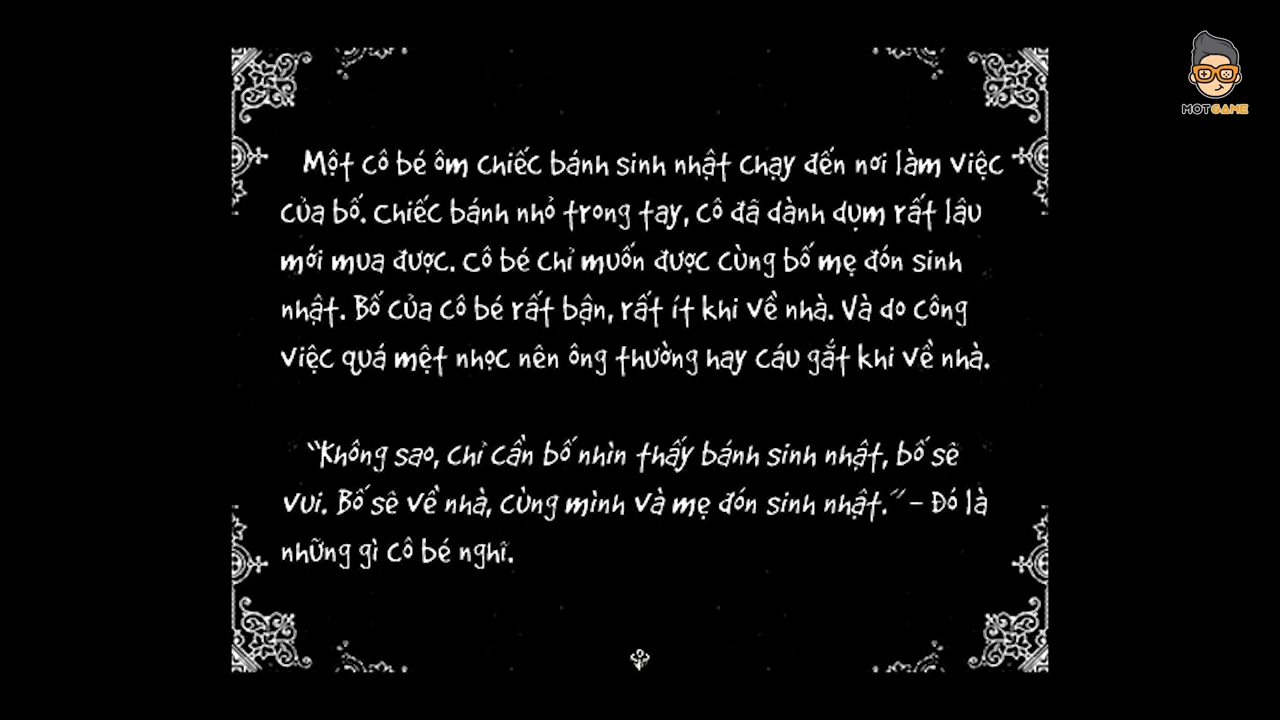 MOTGAME
Một cô bé ôm chiếc bánh sinh nhật chạy đến nơi làm việc
của bố. Chiếc bánh nhỏ trong tay, cô đã dành dụm rất lâu
mới mua được. Cô bé chỉ muốn được cùng bố mẹ đón sinh
nhật. Bố của cô bé rất bận, rất ít khi về nhà. Và do công
việc quá mệt nhọc nên ông thường hay cáu gắt khi về nhà.
“Không sao, chỉ cần bố nhìn thấy bánh sinh nhật, bố sẽ
vui. Bố sẽ về nhà, cùng mình và mẹ đón sinh nhật.” – Đó là
những gì cô bé nghĩ.